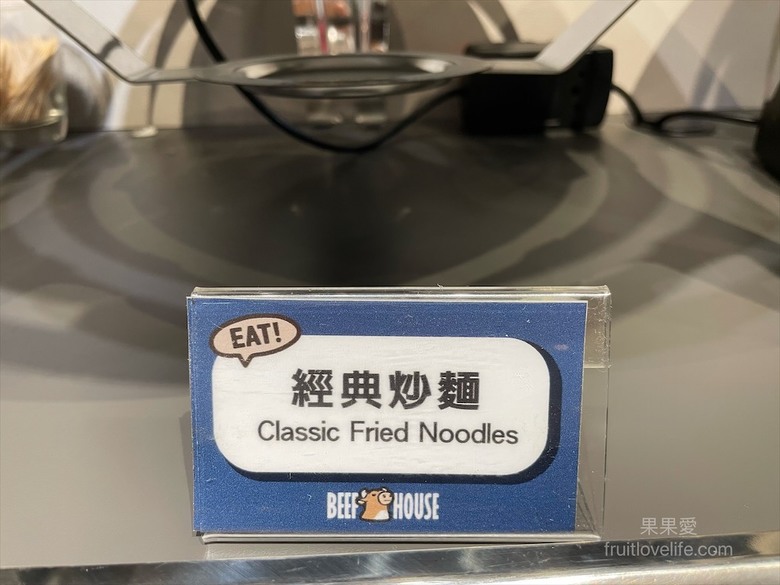 EAT!
經典炒麵
Classic Fried Noodles
BEEF HOUSE
果果愛
fruitlovelife.com